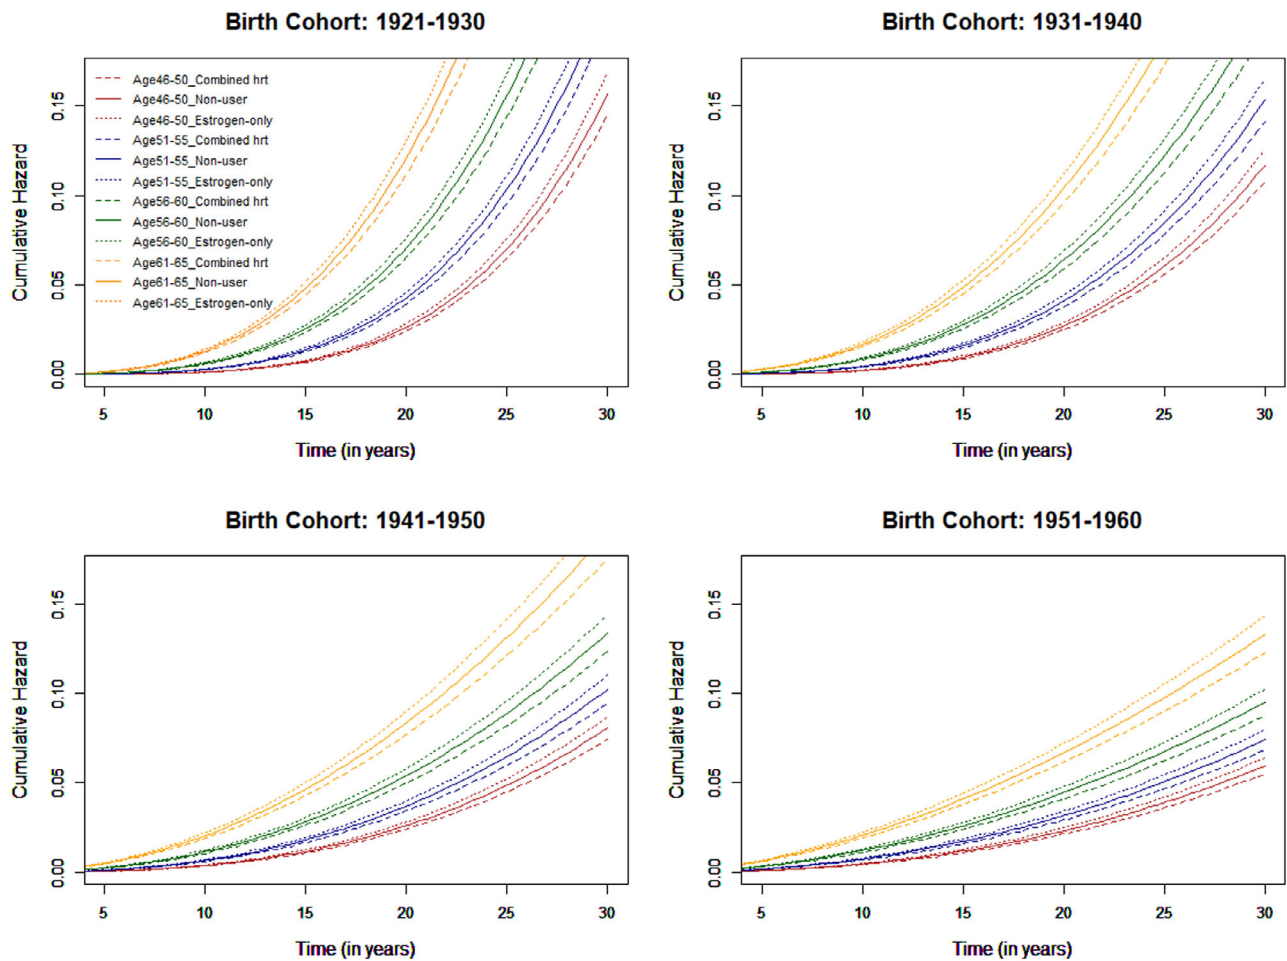 Birth Cohort: 1921-1930
Cumulative Hazard
0.15
0.10
0.05
0.00
Age46-50_Combined hrt
Age46-50_Non-user
Age46-50_Estrogen-only
Age51-55_Combined hrt
Age51-55_Non-user
Age51-55_Estrogen-only
Age56-60_Combined hrt
Age56-60_Non-user
Age56-60_Estrogen-only
Age61-65_Combined hrt
Age61-65_Non-user
Age61-65_Estrogen-only
5 10 15 20 25 30
Time (in years)
Birth Cohort: 1931-1940
Cumulative Hazard
0.15
0.10
0.05
0.00
5 10 15 20 25 30
Time (in years)
Birth Cohort: 1941-1950
Cumulative Hazard
0.15
0.10
0.05
0.00
5 10 15 20 25 30
Time (in years)
Birth Cohort: 1951-1960
Cumulative Hazard
0.15
0.10
0.05
0.00
5 10 15 20 25 30
Time (in years)